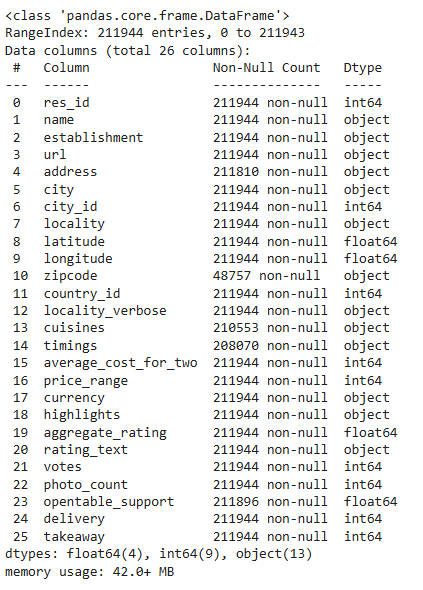 <class 'pandas.core.frame.DataFrame'>
RangeIndex: 211944 entries, 0 to 211943
Data columns (total 26 columns):
 #   Column                Non-Null Count   Dtype
---  ------                --------------   -----
 0   res_id                211944 non-null  int64
 1   name                  211944 non-null  object
 2   establishment         211944 non-null  object
 3   url                   211944 non-null  object
 4   address               211810 non-null  object
 5   city                  211944 non-null  object
 6   city_id               211944 non-null  int64
 7   locality              211944 non-null  object
 8   latitude              211944 non-null  float64
 9   longitude             211944 non-null  float64
 10  zipcode               48757 non-null   object
 11  country_id            211944 non-null  int64
 12  locality_verbose      211944 non-null  object
 13  cuisines              210553 non-null  object
 14  timings               208070 non-null  object
 15  average_cost_for_two  211944 non-null  int64
 16  price_range           211944 non-null  int64
 17  currency              211944 non-null  object
 18  highlights            211944 non-null  object
 19  aggregate_rating      211944 non-null  float64
 20  rating_text           211944 non-null  object
 21  votes                 211944 non-null  int64
 22  photo_count           211944 non-null  int64
 23  opentable_support     211896 non-null  float64
 24  delivery              211944 non-null  int64
 25  takeaway              211944 non-null  int64
dtypes: float64(4), int64(9), object(13)
memory usage: 42.0+ MB